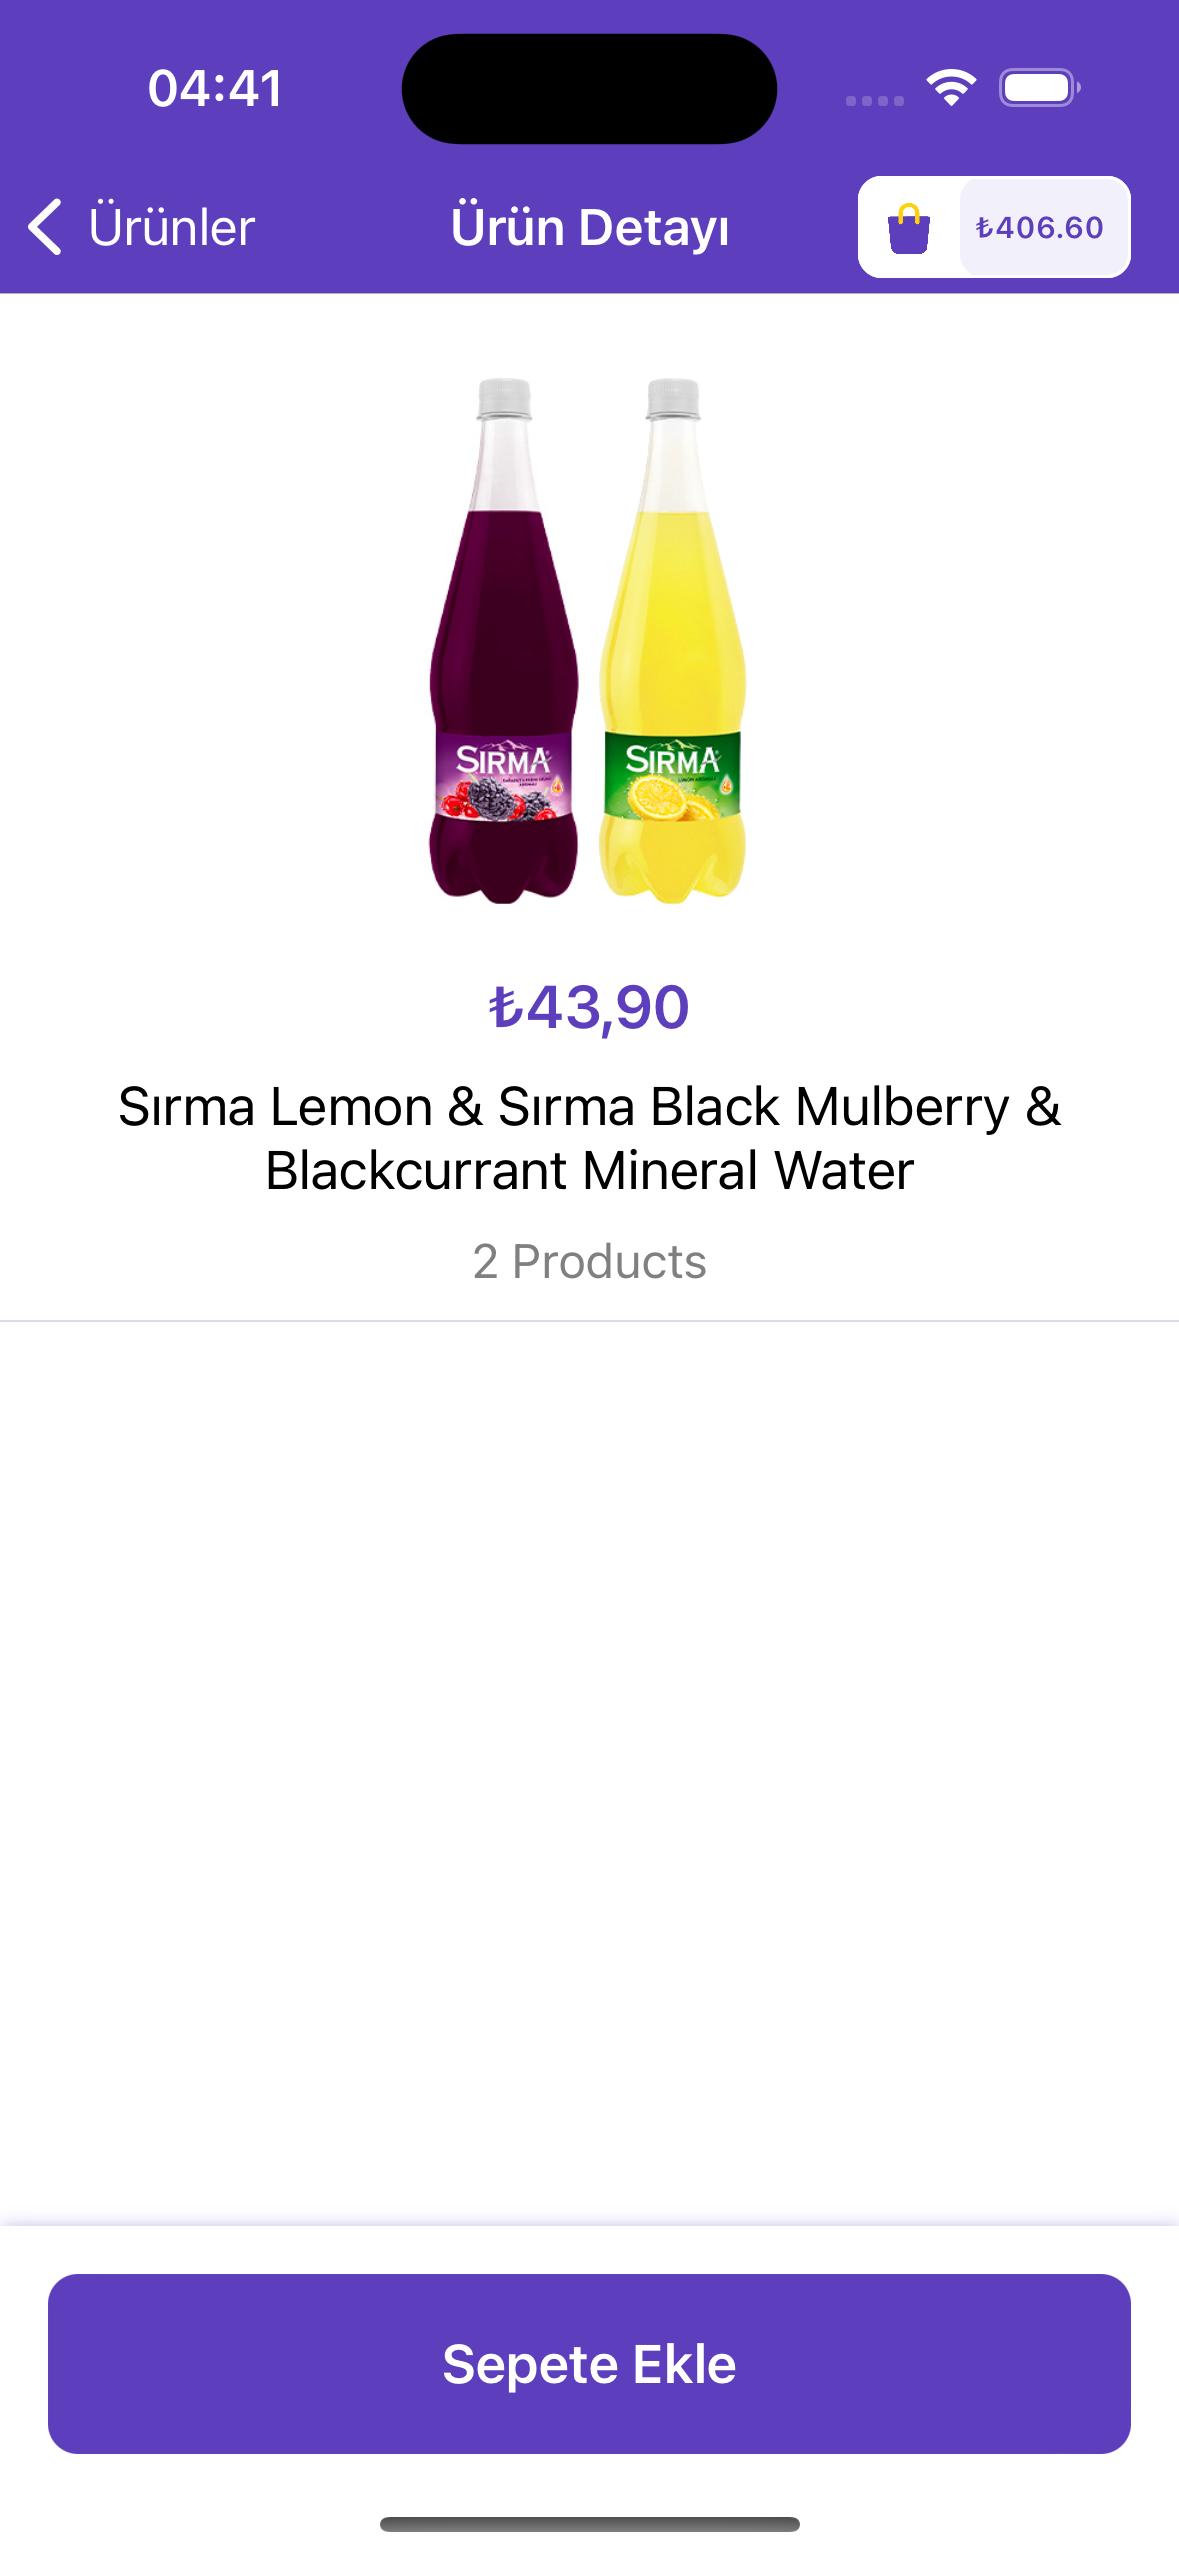 04:41
Ürünler
Ürün Detayı
₺406.60
SIRMA
SIRMA
₺43,90
Sırma Lemon & Sırma Black Mulberry &
Blackcurrant Mineral Water
2 Products
Sepete Ekle